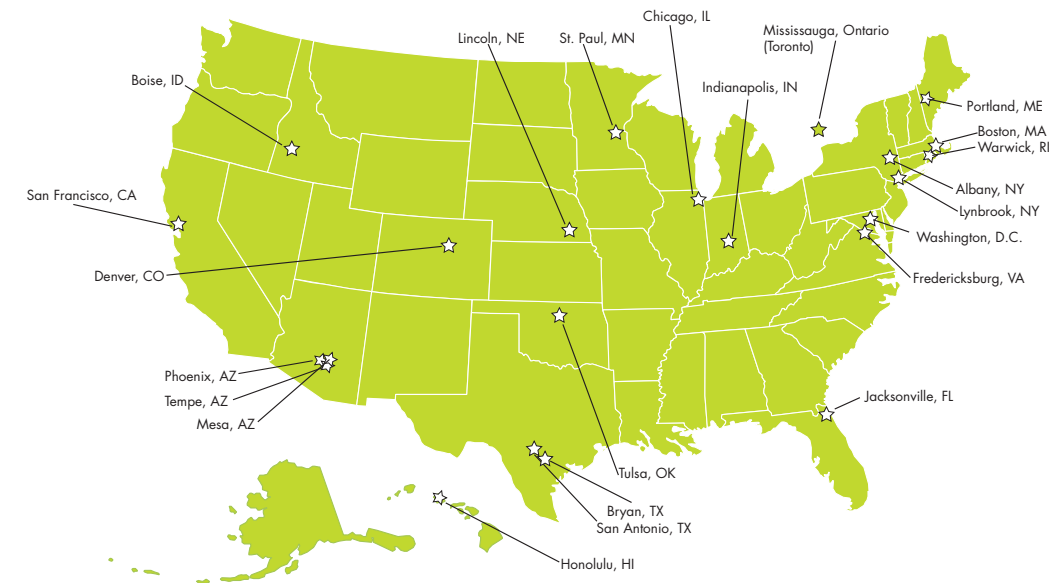 Chicago, IL
Lincoln, NE
St. Paul, MN
Mississauga, Ontario
(Toronto)
Boise, ID
Indianapolis, IN
Portland, ME
Boston, MA
Warwick, RI
San Francisco, CA
Albany, NY
Lynbrook, NY
Washington, D.C.
Denver, CO
Fredericksburg, VA
Phoenix, AZ
Tempe, AZ
Mesa, AZ
Jacksonville, FL
Tulsa, OK
Bryan, TX
San Antonio, TX
Honolulu, HI